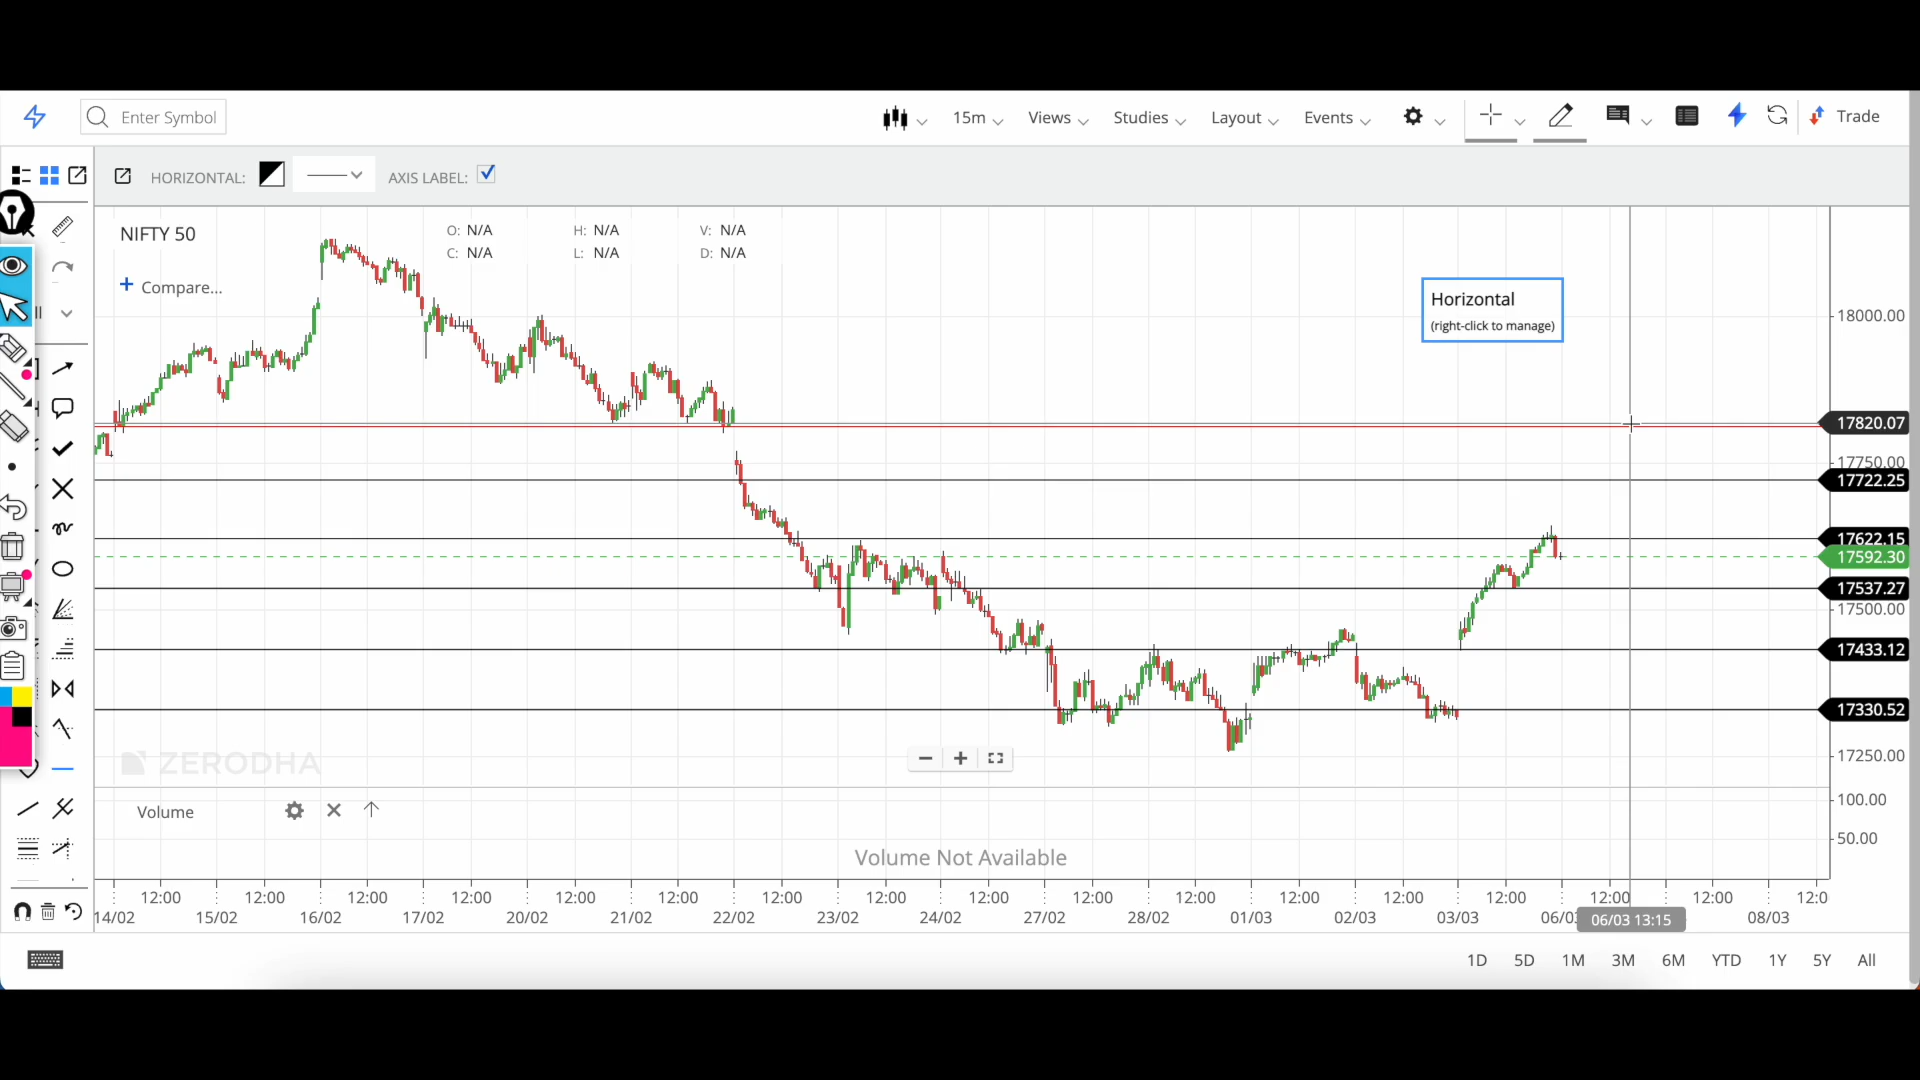 Enter Symbol
15m
Views
Studies
Layout
Events
Trade
HORIZONTAL:
AXIS LABEL:
NIFTY 50
O: N/A
H: N/A
V: N/A
C: N/A
L: N/A
D: N/A
Compare...
Horizontal
(right-click to manage)
18000.00
17820.07
17750.00
17722.25
17622.15
17592.30
17537.27
17500.00
17433.12
17330.52
17250.00
ZERODHA
Volume
100.00
50.00
Volume Not Available
12:00 12:00 12:00 12:00 12:00 12:00 12:00 12:00 12:00 12:00 12:00 12:00 12:00 12:00 12:00 12:00 12:0
14/02 15/02 16/02 17/02 20/02 21/02 22/02 23/02 24/02 27/02 28/02 01/03 02/03 03/03 06/0 06/03 13:15 08/03
1D 5D 1M 3M 6M YTD 1Y 5Y All